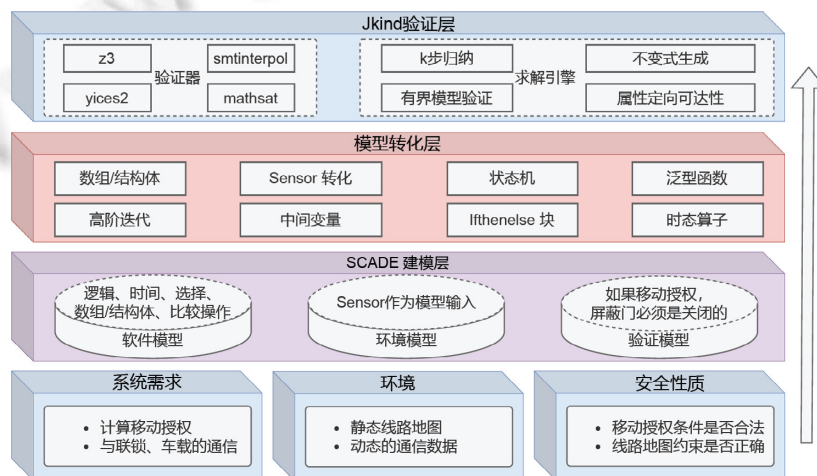 Jkind验证层
z3
smtinterpol
验证器
yices2
mathsat
k步归纳
不变式生成
求解引擎
有界模型验证
属性定向可达性
模型转化层
数组/结构体
Sensor 转化
状态机
泛型函数
高阶迭代
中间变量
Ifthenelse 块
时态算子
SCADE 建模层
逻辑、时间、选择、
数组/结构体、比较操作
软件模型
Sensor作为模型输入
环境模型
如果移动授权，
屏蔽门必须是关闭的
验证模型
系统需求
• 计算移动授权
• 与联锁、车载的通信
环境
• 静态线路地图
• 动态的通信数据
安全性质
• 移动授权条件是否合法
• 线路地图约束是否正确